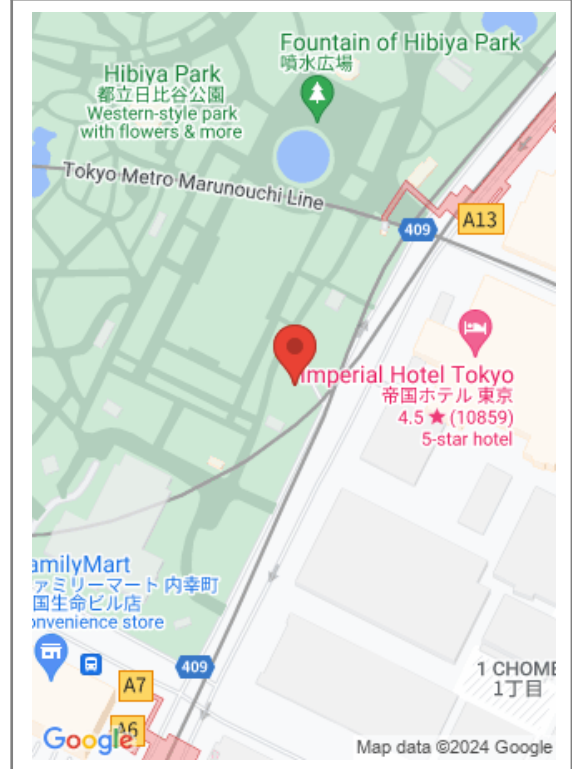 Fountain of Hibiya Park
噴水広場
Hibiya Park
都立日比谷公園
Western-style park
with flowers & more
Tokyo Metro Marunouchi Line
A13
409
Imperial Hotel Tokyo
帝国ホテル 東京
4.5 ★ (10859)
5-star hotel
amilyMart
ァミリーマート 内幸町
国生命ビル店
onvenience store
409
1 CHOME
1丁目
A7
A6
Google
Map data ©2024 Google